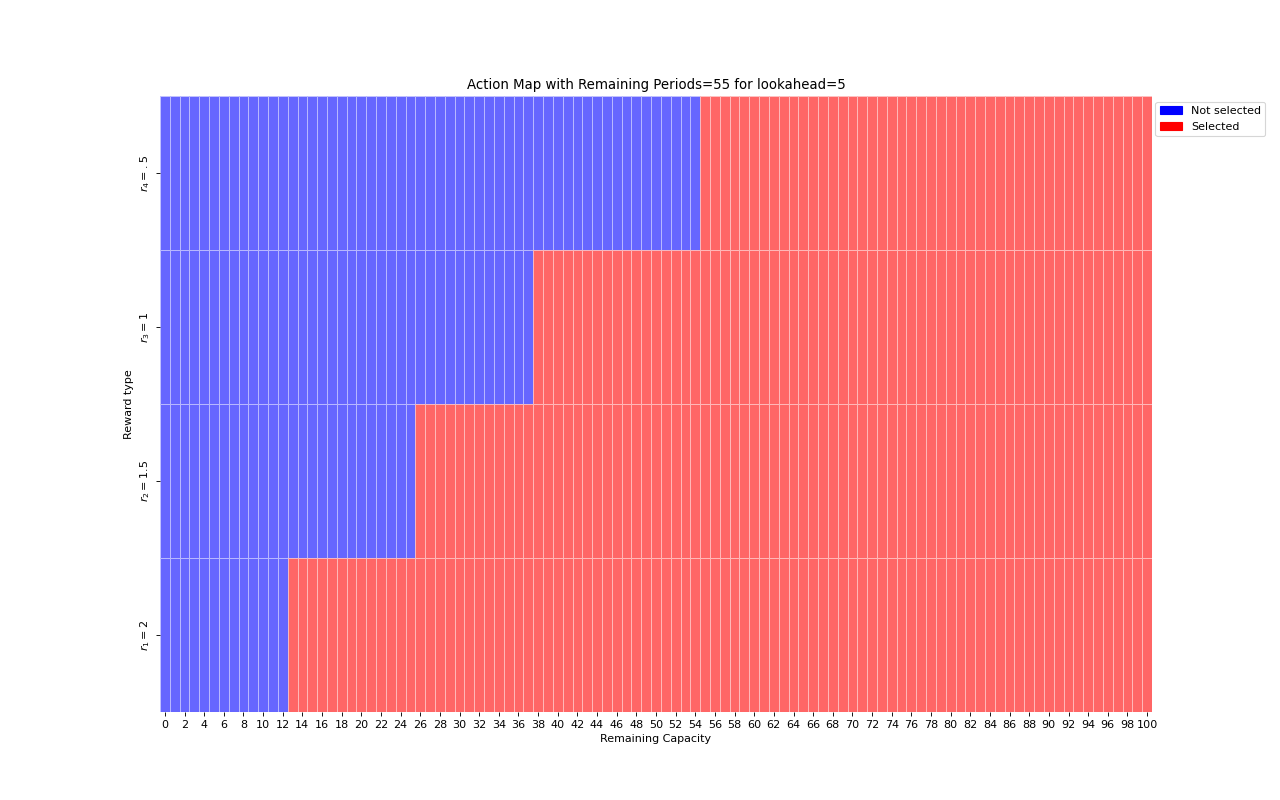 Action Map with Remaining Periods=55 for lookahead=5
Not selected
Selected
Reward type
r₄ = .5
r₃ = 1
r₂ = 1.5
r₁ = 2
0 2 4 6 8 10 12 14 16 18 20 22 24 26 28 30 32 34 36 38 40 42 44 46 48 50 52 54 56 58 60 62 64 66 68 70 72 74 76 78 80 82 84 86 88 90 92 94 96 98 100
Remaining Capacity